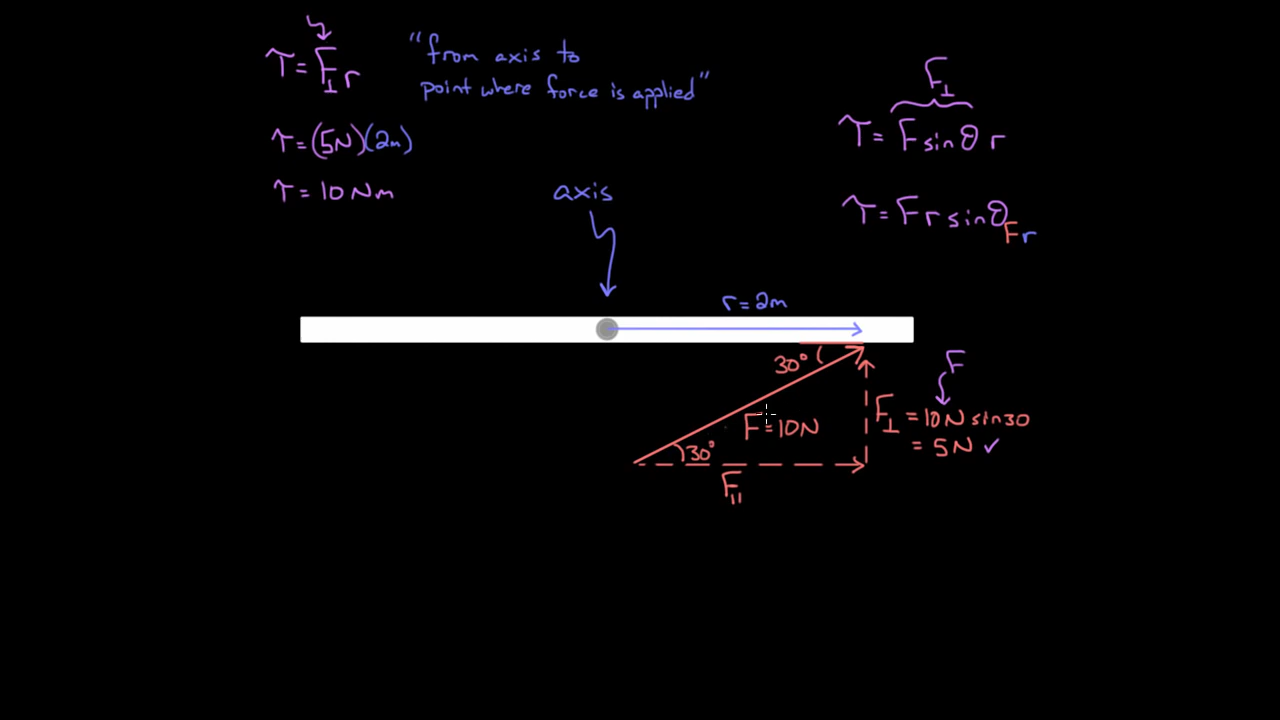 τ = F⊥ r
"from axis to
point where force is applied"
τ = (5N)(2m)
τ = 10 Nm
F⊥
τ = F sin θ r
τ = F r sin θ Fr
axis
r = 2m
30°
F = 10N
30°
F∥
F
F⊥ = 10N sin30
= 5N ✓